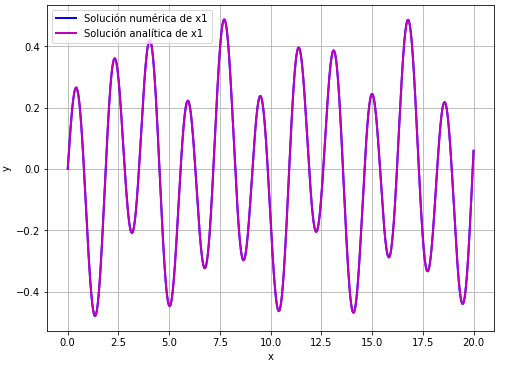 Solución numérica de x1
Solución analítica de x1
0.4
0.2
0.0
−0.2
−0.4
y
0.0 2.5 5.0 7.5 10.0 12.5 15.0 17.5 20.0
x